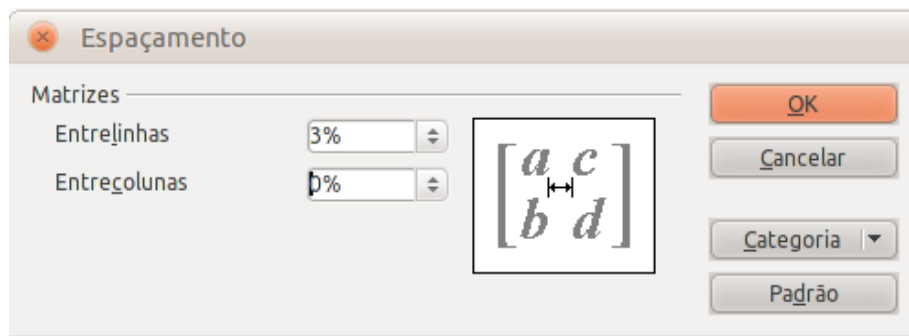 Espaçamento
Matrizes
Entrelinhas 3%
Entrecolunas 0%
a c
b d
OK
Cancelar
Categoria
Padrão